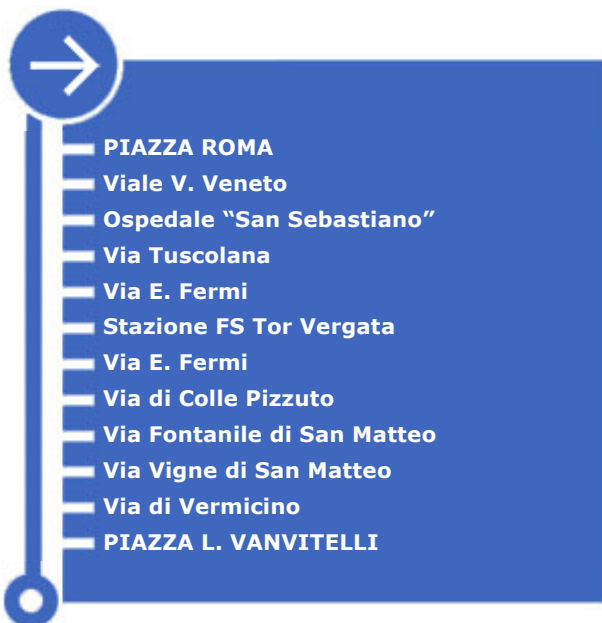 PIAZZA ROMA
Viale V. Veneto
Ospedale “San Sebastiano”
Via Tuscolana
Via E. Fermi
Stazione FS Tor Vergata
Via E. Fermi
Via di Colle Pizzuto
Via Fontanile di San Matteo
Via Vigne di San Matteo
Via di Vermicino
PIAZZA L. VANVITELLI